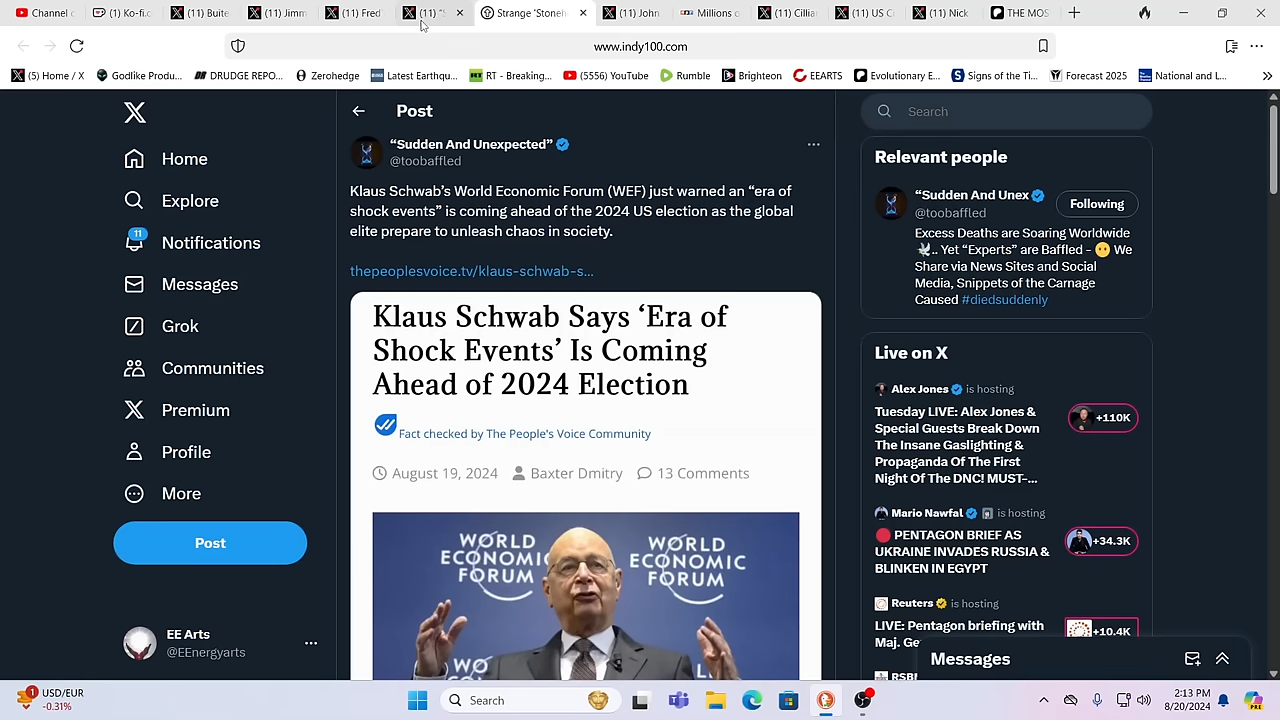 Channel c
(1) Ko-fi.c
(11) Buite
(11) Jimm
(11) Fred
(11) "S
Strange "Stoneh
(11) John
Millions o
(11) Cillia
(11) Nick
THE MOS
www.indy100.com
(5) Home / X
Godlike Produ...
DRUDGE REPO...
Zerohedge
Latest Earthqu...
RT - Breaking...
(5556) YouTube
Rumble
Brighteon
EEARTS
Evolutionary E...
Signs of the Ti...
Forecast 2025
National and L...
Home
Explore
11
Notifications
Messages
Grok
Communities
Premium
Profile
More
Post
EE Arts
@EEnergyarts
Post
“Sudden And Unexpected”
@toobaffled
Klaus Schwab’s World Economic Forum (WEF) just warned an “era of
shock events” is coming ahead of the 2024 US election as the global
elite prepare to unleash chaos in society.
thepeoplesvoice.tv/klaus-schwab-s...
Klaus Schwab Says ‘Era of
Shock Events’ Is Coming
Ahead of 2024 Election
Fact checked by The People's Voice Community
August 19, 2024 Baxter Dmitry 13 Comments
WORLD
ECONOMIC
FORUM
WORLD
ECONOMIC
FORUM
Search
Relevant people
“Sudden And Unex
@toobaffled
Following
Excess Deaths are Soaring Worldwide
.. Yet “Experts” are Baffled - We
Share via News Sites and Social
Media, Snippets of the Carnage
Caused #diedsuddenly
Live on X
Alex Jones is hosting
Tuesday LIVE: Alex Jones &
Special Guests Break Down
The Insane Gaslighting &
Propaganda Of The First
Night Of The DNC! MUST-...
+110K
Mario Nawfal is hosting
PENTAGON BRIEF AS
UKRAINE INVADES RUSSIA &
BLINKEN IN EGYPT
+34.3K
Reuters is hosting
LIVE: Pentagon briefing with
Maj. Ge
+10.4K
Messages
1
USD/EUR
-0.31%
Search
2:13 PM
8/20/2024
PRE